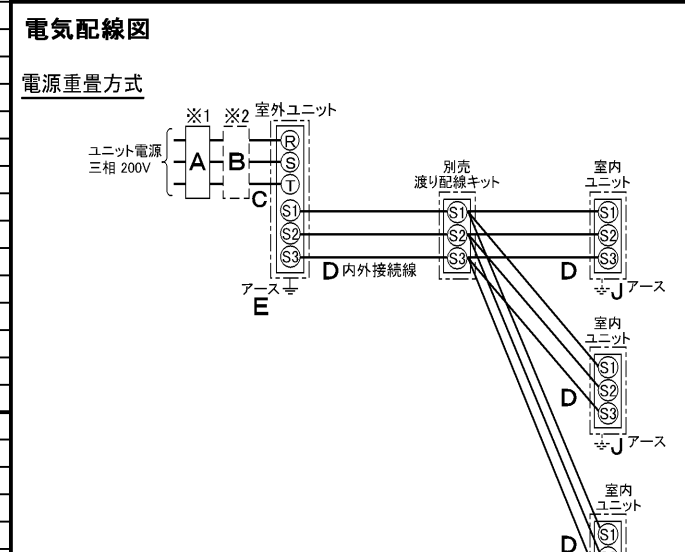 電気配線図
電源重畳方式
※1
※2
室外ユニット
ユニット電源
三相 200V
A
B
C
R
S
T
S1
S2
S3
アース
E
D 内外接続線
別売
渡り配線キット
S1
S2
S3
室内
ユニット
S1
S2
S3
D
J アース
室内
ユニット
S1
S2
S3
D
J アース
室内
ユニット
S1
D